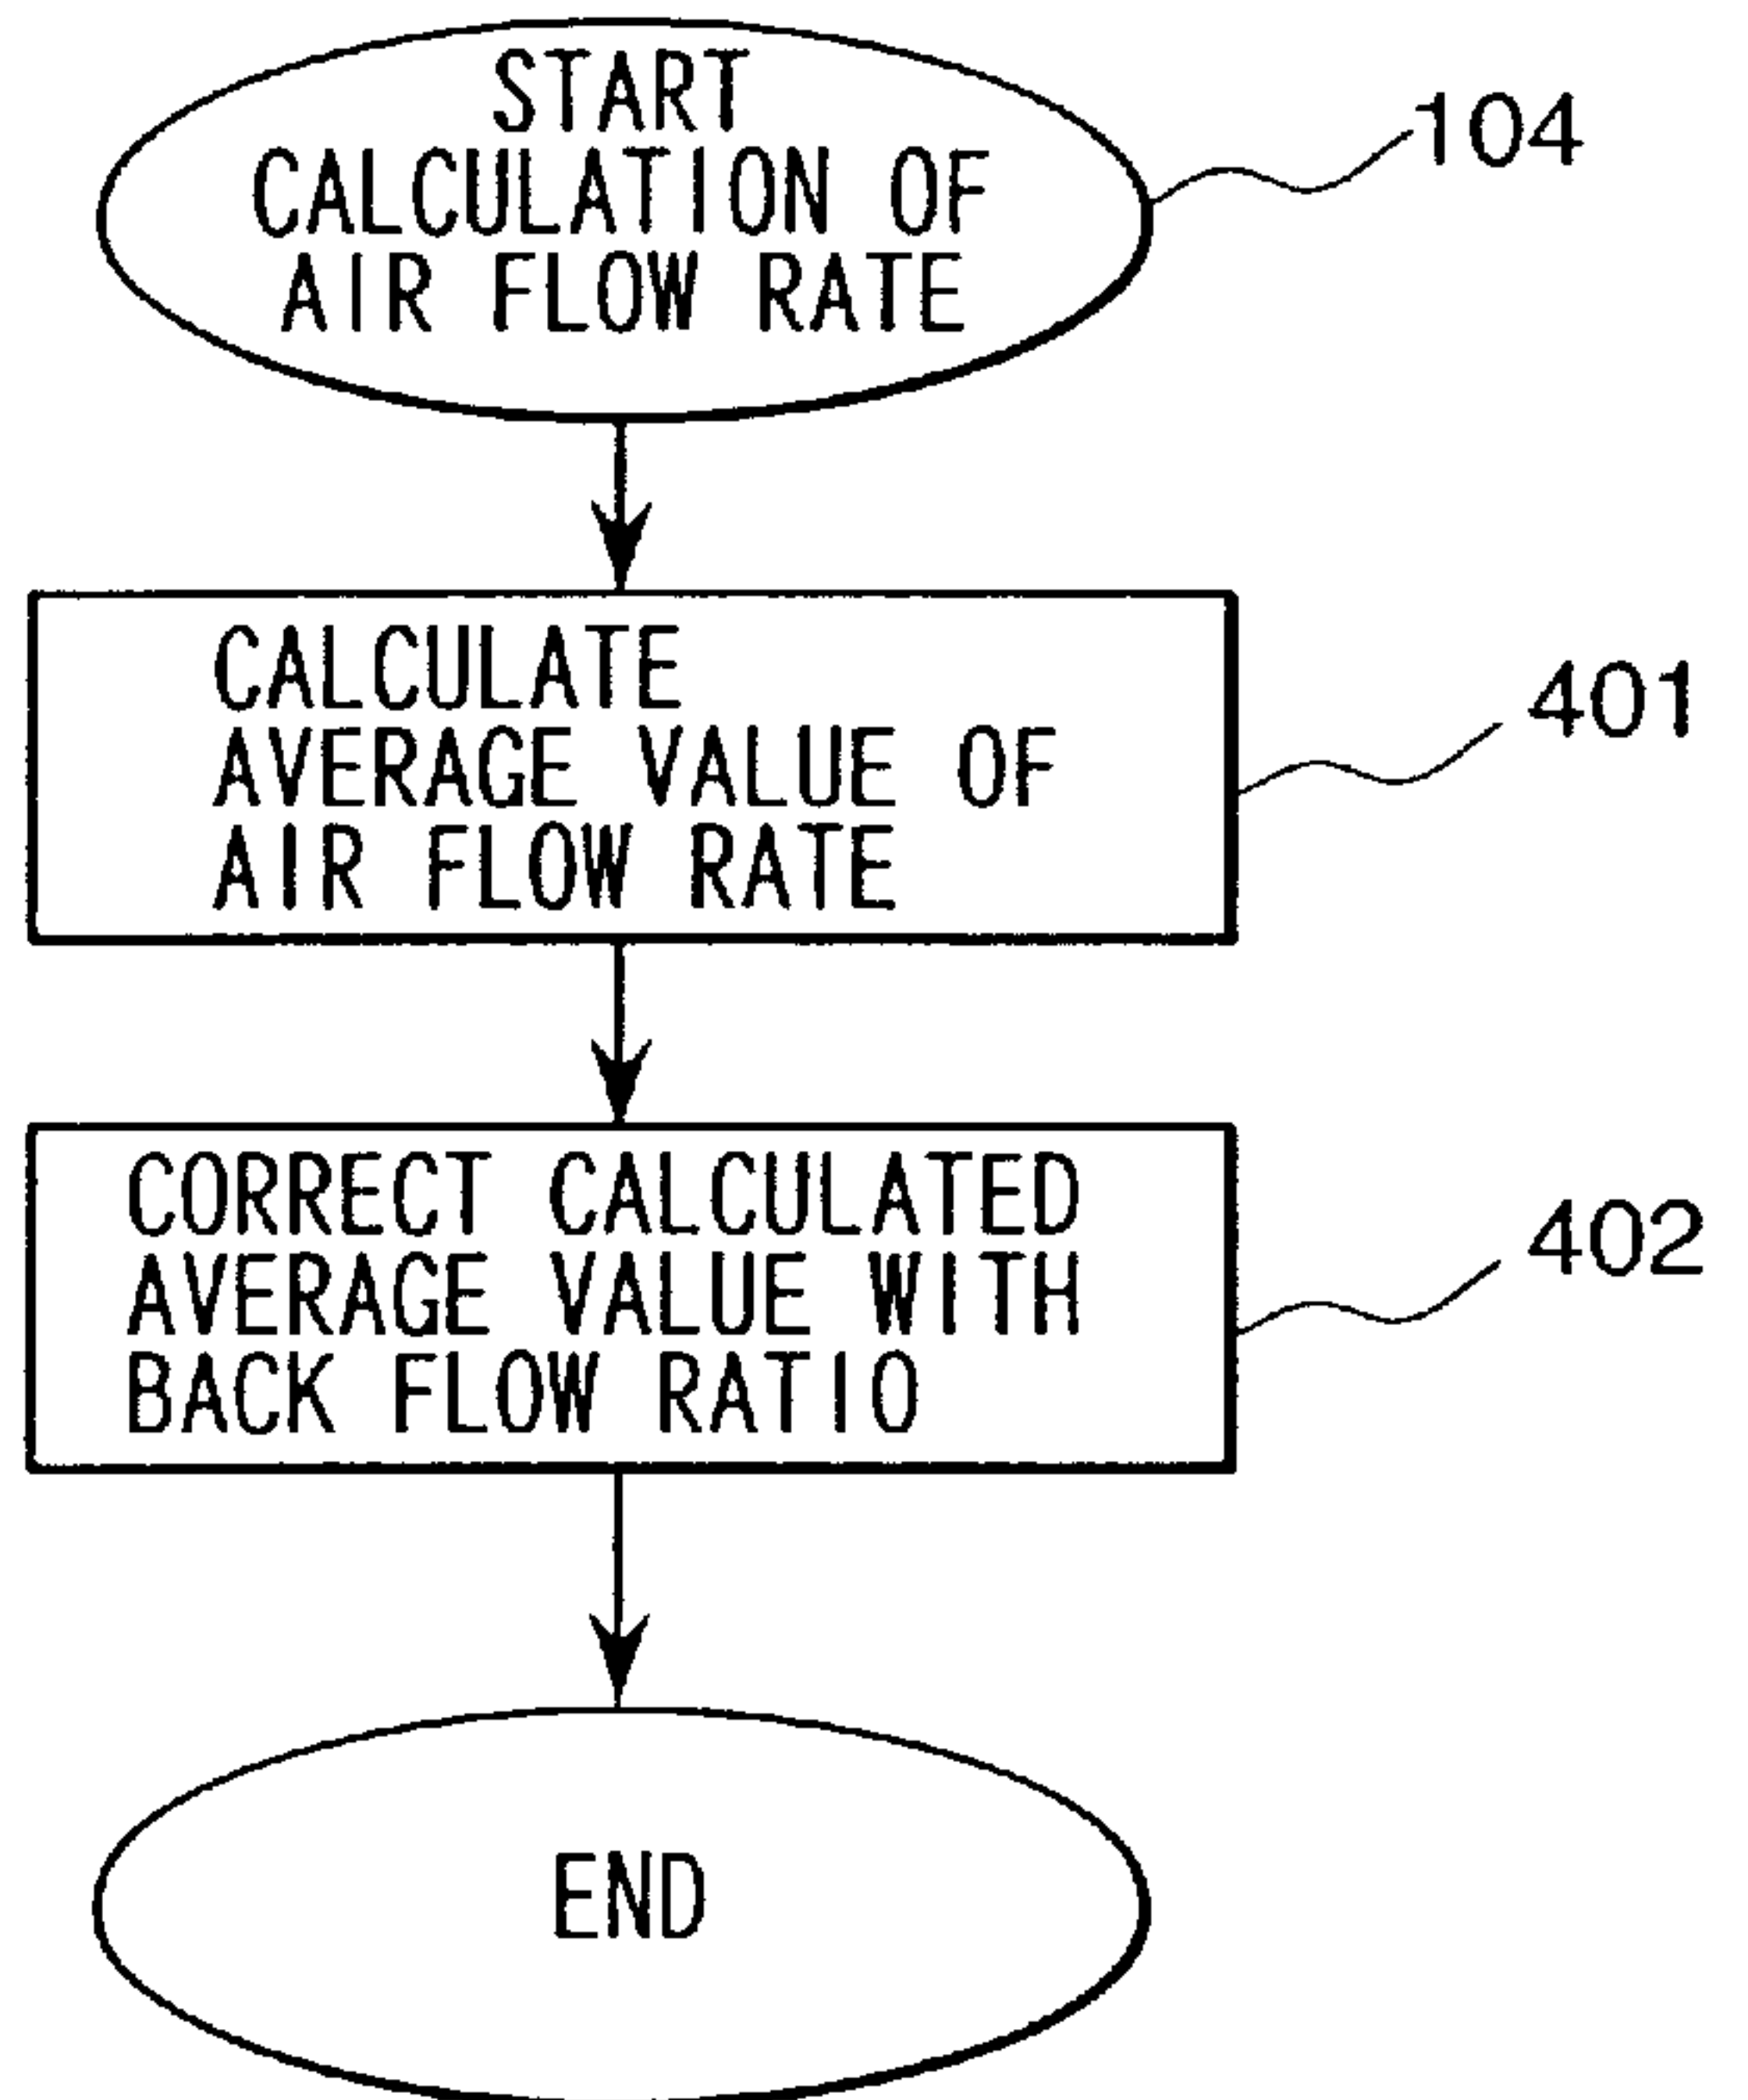 START
CALCULATION OF
AIR FLOW RATE
104
CALCULATE
AVERAGE VALUE OF
AIR FLOW RATE
401
CORRECT CALCULATED
AVERAGE VALUE WITH
BACK FLOW RATIO
402
END